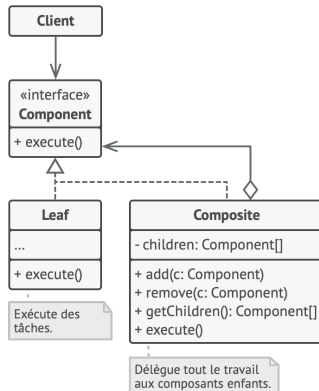 Client
«interface»
Component
+ execute()
Leaf
...
+ execute()
Exécute des
tâches.
Composite
- children: Component[]
+ add(c: Component)
+ remove(c: Component)
+ getChildren(): Component[]
+ execute()
Délègue tout le travail
aux composants enfants.